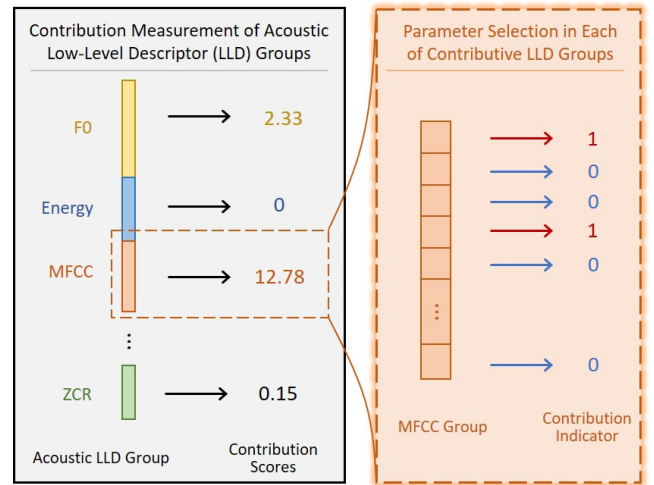 Contribution Measurement of Acoustic
Low-Level Descriptor (LLD) Groups
F0
2.33
Energy
0
MFCC
12.78
...
ZCR
0.15
Acoustic LLD Group
Contribution
Scores
Parameter Selection in Each
of Contributive LLD Groups
1
0
0
1
0
...
0
MFCC Group
Contribution
Indicator